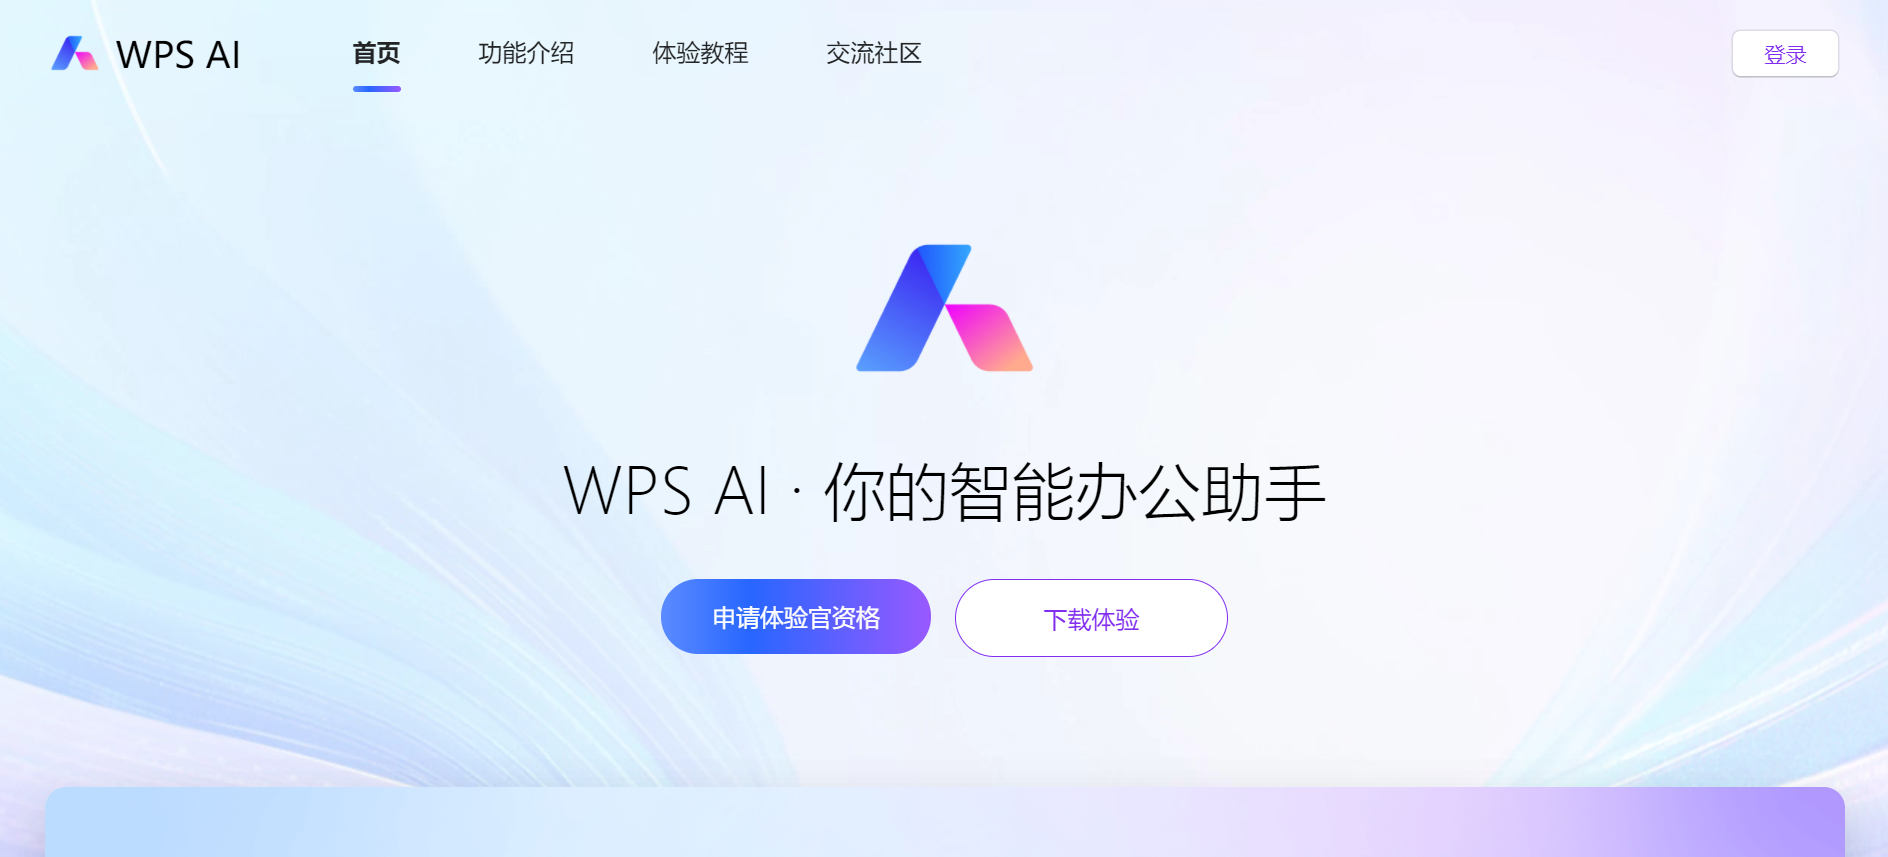 WPS AI
首页
功能介绍
体验教程
交流社区
登录
WPS AI · 你的智能办公助手
申请体验官资格
下载体验